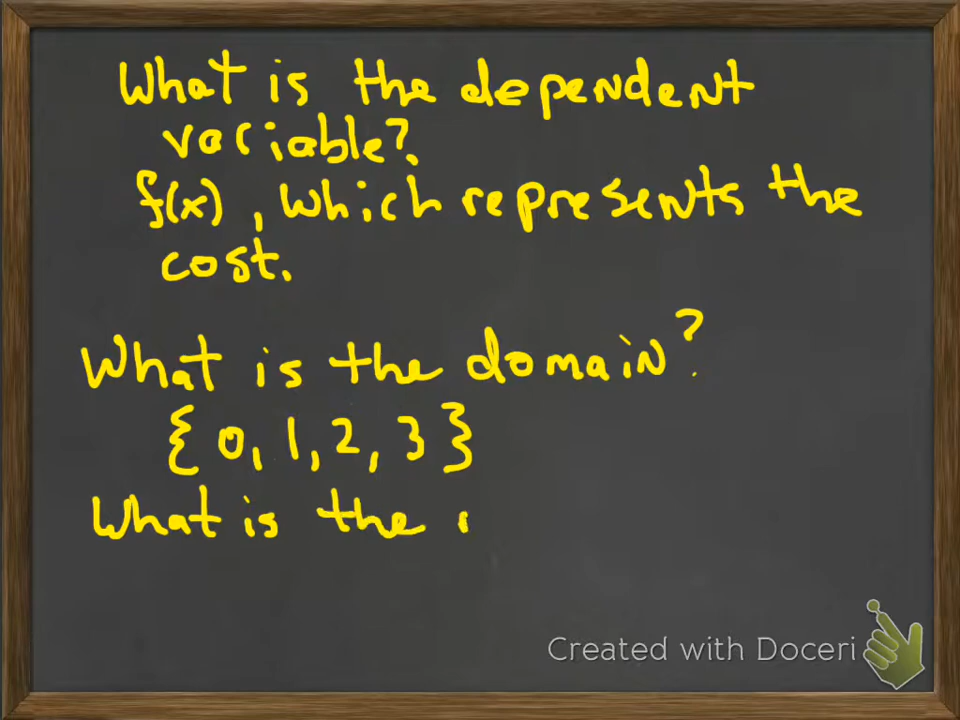 What is the dependent
variable?
f(x), which represents the
cost.
What is the domain?
{ 0, 1, 2, 3 }
What is the
Created with Doceri